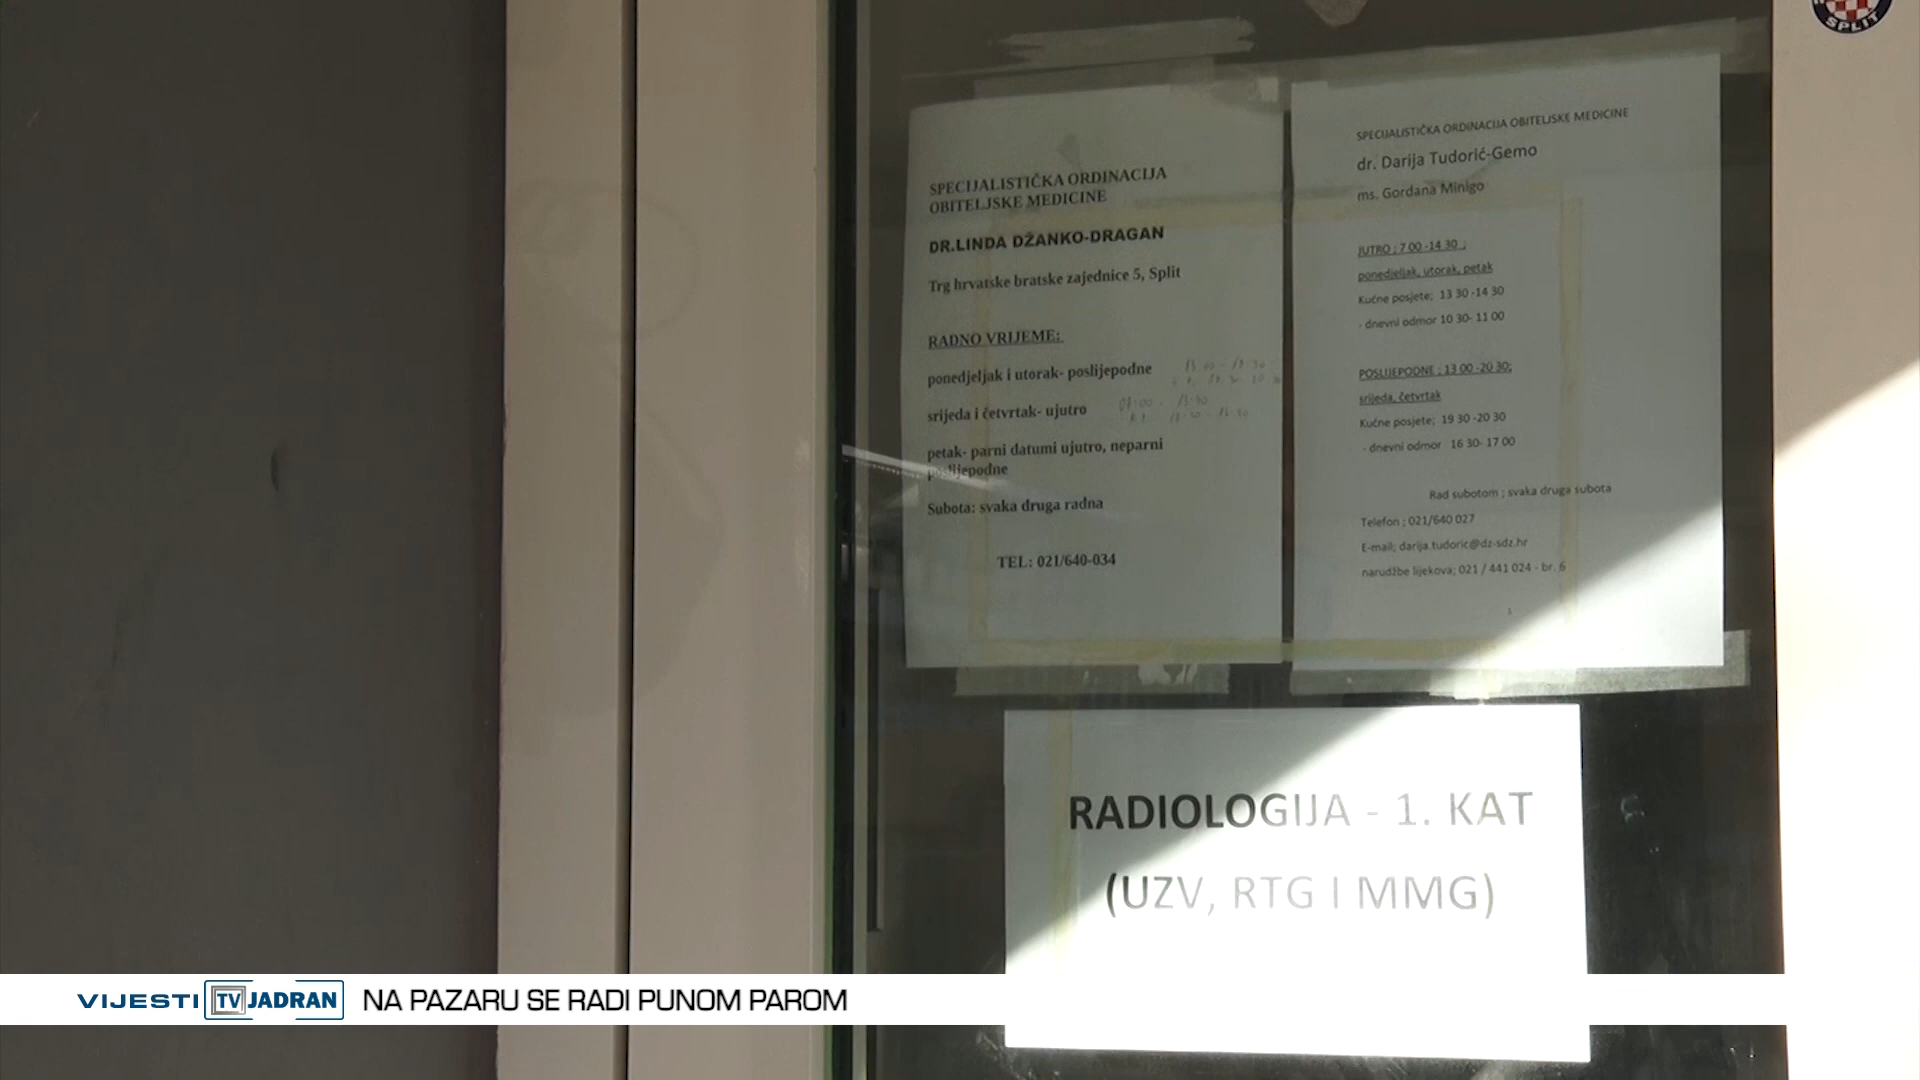 SPLIT
SPECIJALISTIČKA ORDINACIJA
OBITELJSKE MEDICINE
DR.LINDA DŽANKO-DRAGAN
Trg hrvatske bratske zajednice 5, Split
RADNO VRIJEME:
ponedjeljak i utorak- poslijepodne
srijeda i četvrtak- ujutro
petak- parni datumi ujutro, neparni
poslijepodne
Subota: svaka druga radna
TEL: 021/640-034
SPECIJALISTIČKA ORDINACIJA OBITELJSKE MEDICINE
dr. Darija Tudorić-Gemo
ms. Gordana Minigo
JUTRO ; 7 00 -14 30 ;
ponedjeljak, utorak, petak
Kućne posjete; 13 30 -14 30
- dnevni odmor 10 30- 11 00
POSLIJEPODNE ; 13 00 -20 30;
srijeda, četvrtak
Kućne posjete; 19 30 -20 30
- dnevni odmor 16 30- 17 00
Rad subotom ; svaka druga subota
Telefon ; 021/640 027
E-mail; darija.tudoric@dz-sdz.hr
narudžbe lijekova; 021 / 441 024 - br. 6
1
RADIOLOGIJA - 1. KAT
(UZV, RTG I MMG)
VIJESTI TV JADRAN NA PAZARU SE RADI PUNOM PAROM